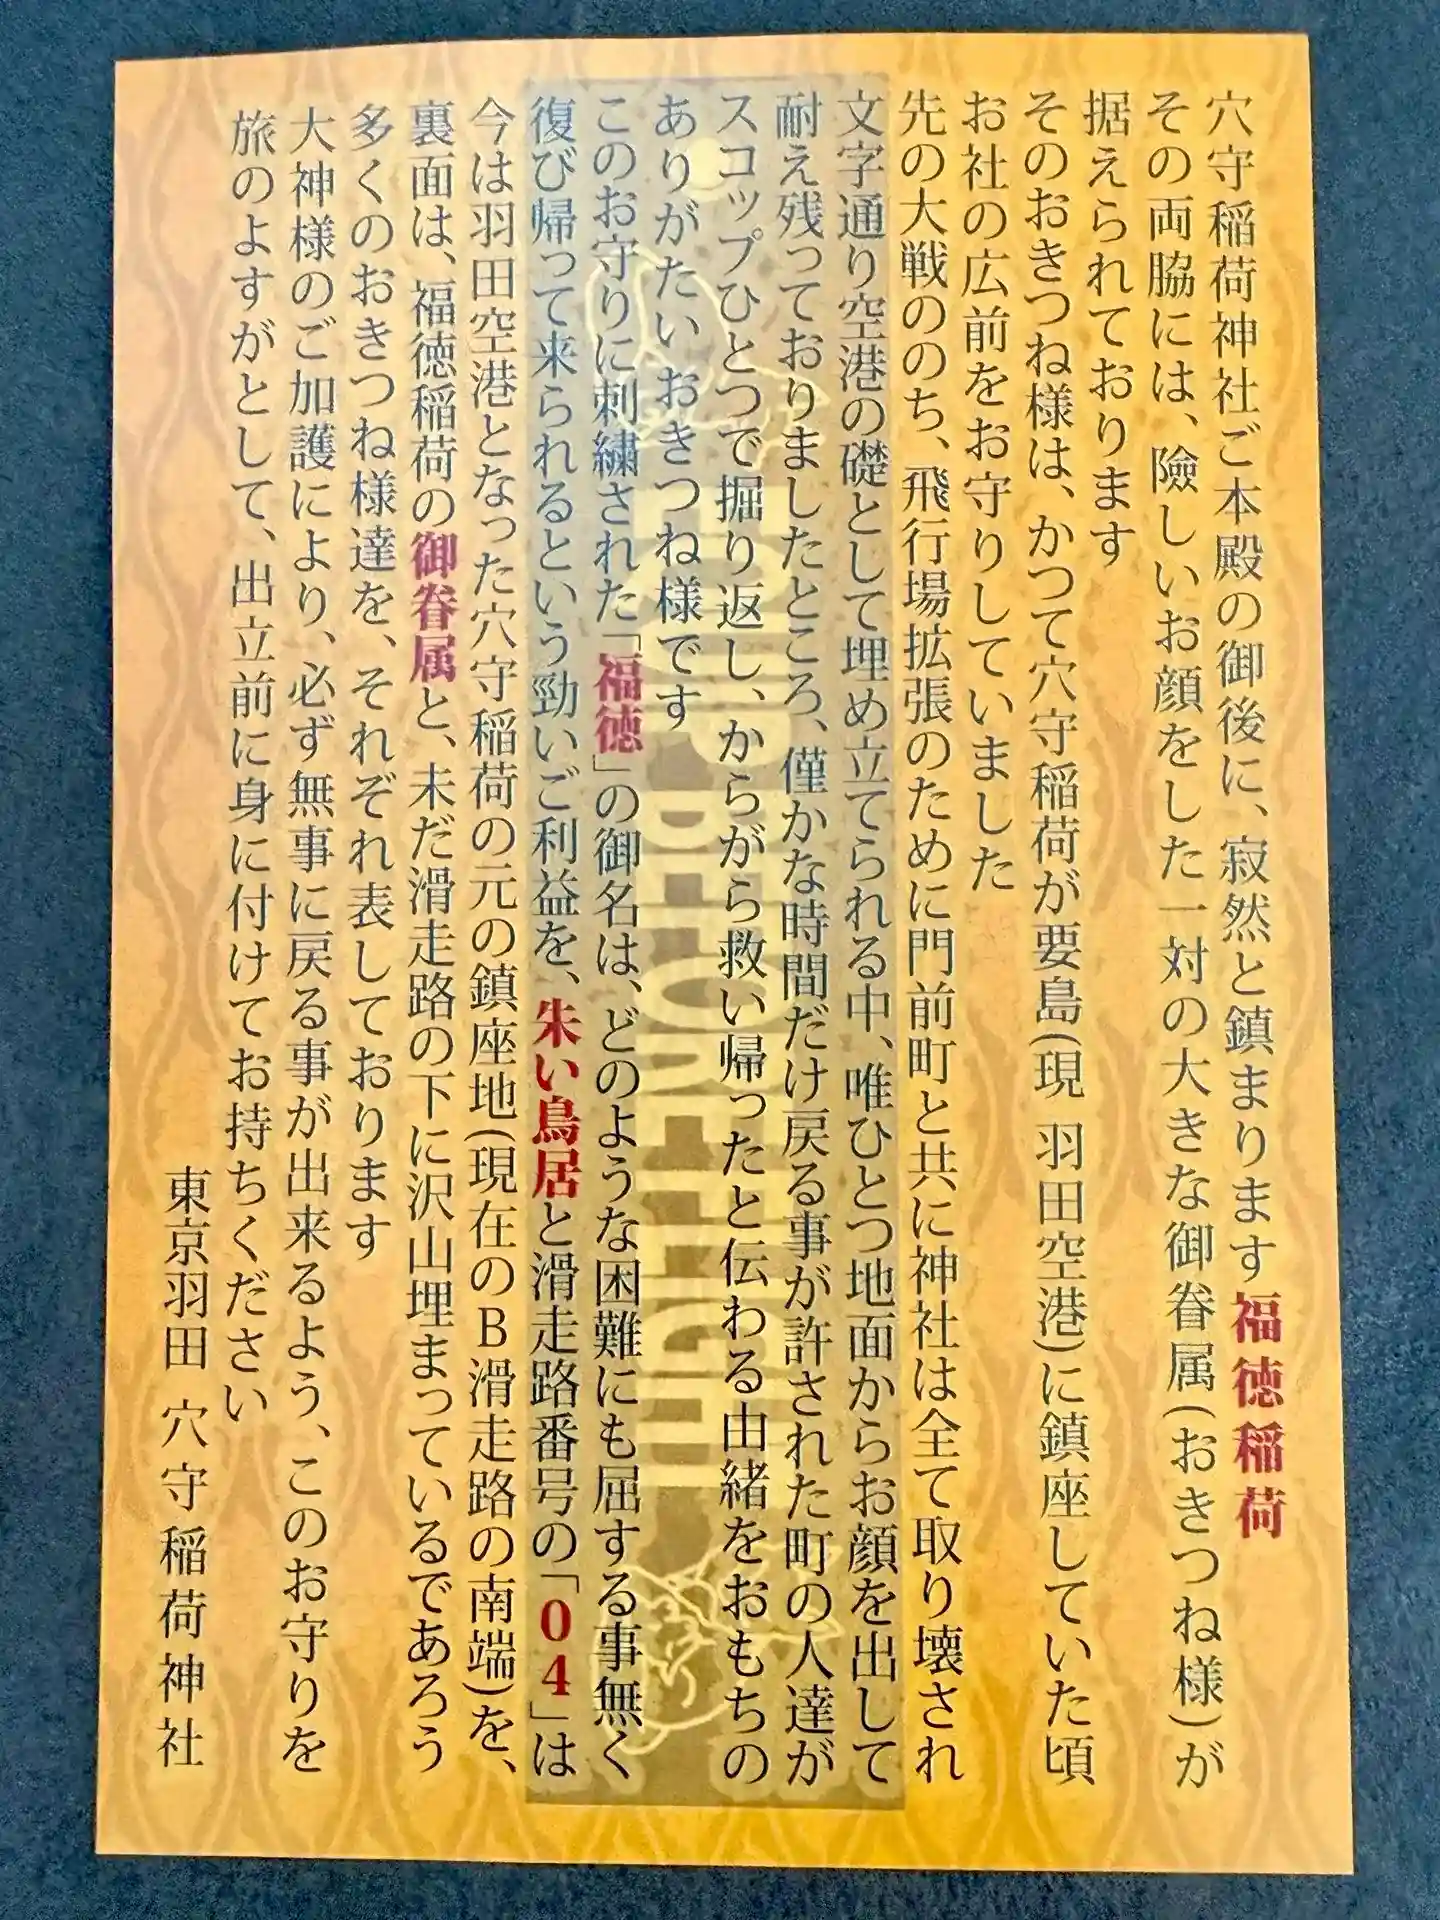 穴守稲荷神社ご本殿の御後に、寂然と鎮まります福徳稲荷
その両脇には、険しいお顔をした一対の大きな御眷属(おきつね様)が
据えられております
そのおきつね様は、かつて穴守稲荷が要島(現 羽田空港)に鎮座していた頃
お社の広前をお守りしていました
先の大戦ののち、飛行場拡張のために門前町と共に神社は全て取り壊され
文字通り空港の礎として埋め立てられる中、唯ひとつ地面からお顔を出して
耐え残っておりましたところ、僅かな時間だけ戻る事が許された町の人達が
スコップひとつで掘り返し、からがら救い帰ったと伝わる由緒をおもちの
ありがたいおきつね様です
このお守りに刺繍された「福徳」の御名は、どのような困難にも屈する事無く
復び帰って来られるという勁いご利益を、朱い鳥居と滑走路番号の「04」は
今は羽田空港となった穴守稲荷の元の鎮座地(現在のB滑走路の南端)を、
裏面は、福徳稲荷の御眷属と、未だ滑走路の下に沢山埋まっているであろう
多くのおきつね様達を、それぞれ表しております
大神様のご加護により、必ず無事に戻る事が出来るよう、このお守りを
旅のよすがとして、出立前に身に付けてお持ちください
東京羽田 穴守稲荷神社